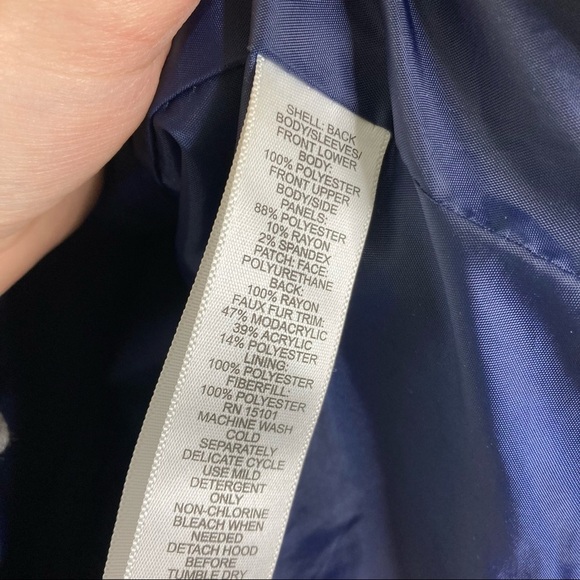 SHELL: BACK
BODY/SLEEVES/
FRONT LOWER
BODY:
100% POLYESTER
FRONT UPPER
BODY/SIDE
PANELS:
88% POLYESTER
10% RAYON
2% SPANDEX
PATCH: FACE:
POLYURETHANE
BACK:
100% RAYON
FAUX FUR TRIM:
47% MODACRYLIC
39% ACRYLIC
14% POLYESTER
LINING:
100% POLYESTER
FIBERFILL:
100% POLYESTER
RN 15101
MACHINE WASH
COLD
SEPARATELY
DELICATE CYCLE
USE MILD
DETERGENT
ONLY
NON-CHLORINE
BLEACH WHEN
NEEDED
DETACH HOOD
BEFORE
TUMBLE DRY